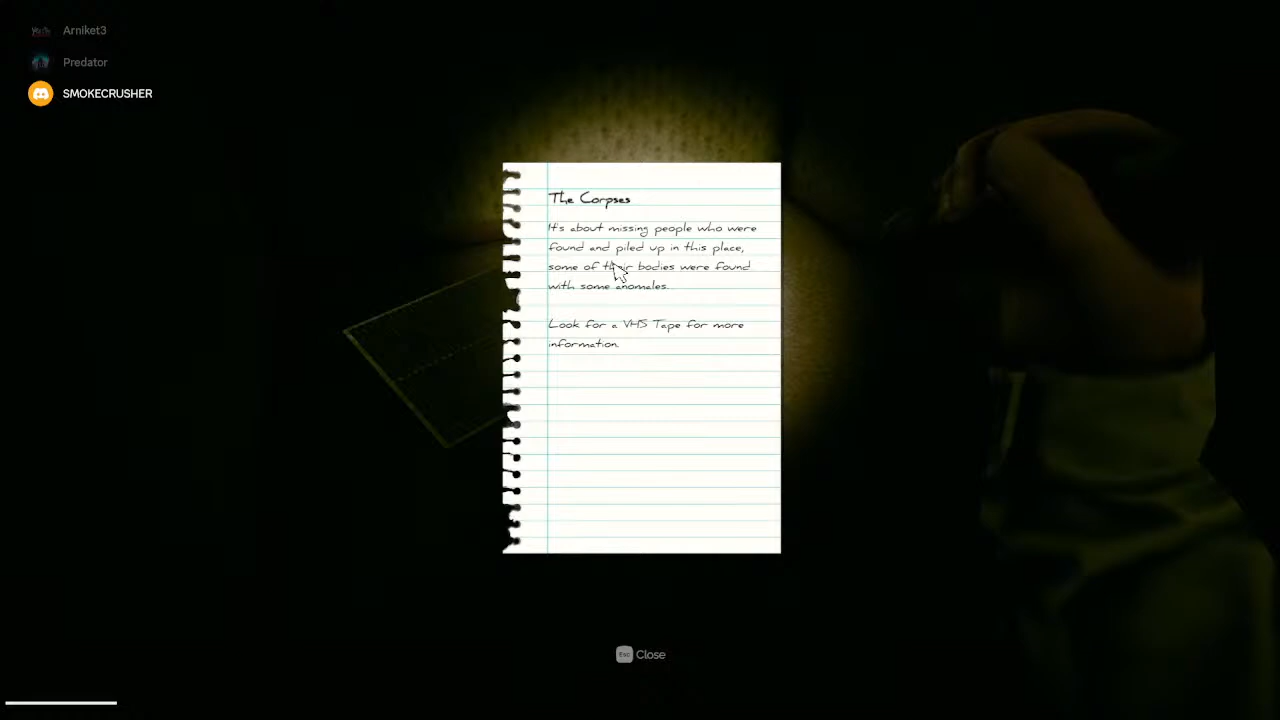 Arniket3
Predator
SMOKECRUSHER
The Corpses
It's about missing people who were
found and piled up in this place,
some of their bodies were found
with some anomales.
Look for a VHS Tape for more
information.
Esc Close